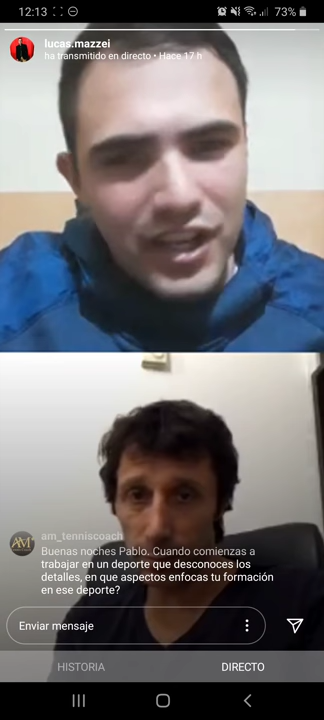 12:13
73%
lucas.mazzei
ha transmitido en directo • Hace 17 h
AM
am_tenniscoach
Buenas noches Pablo. Cuando comienzas a
trabajar en un deporte que desconoces los
detalles, en que aspectos enfocas tu formación
en ese deporte?
Enviar mensaje
HISTORIA
DIRECTO